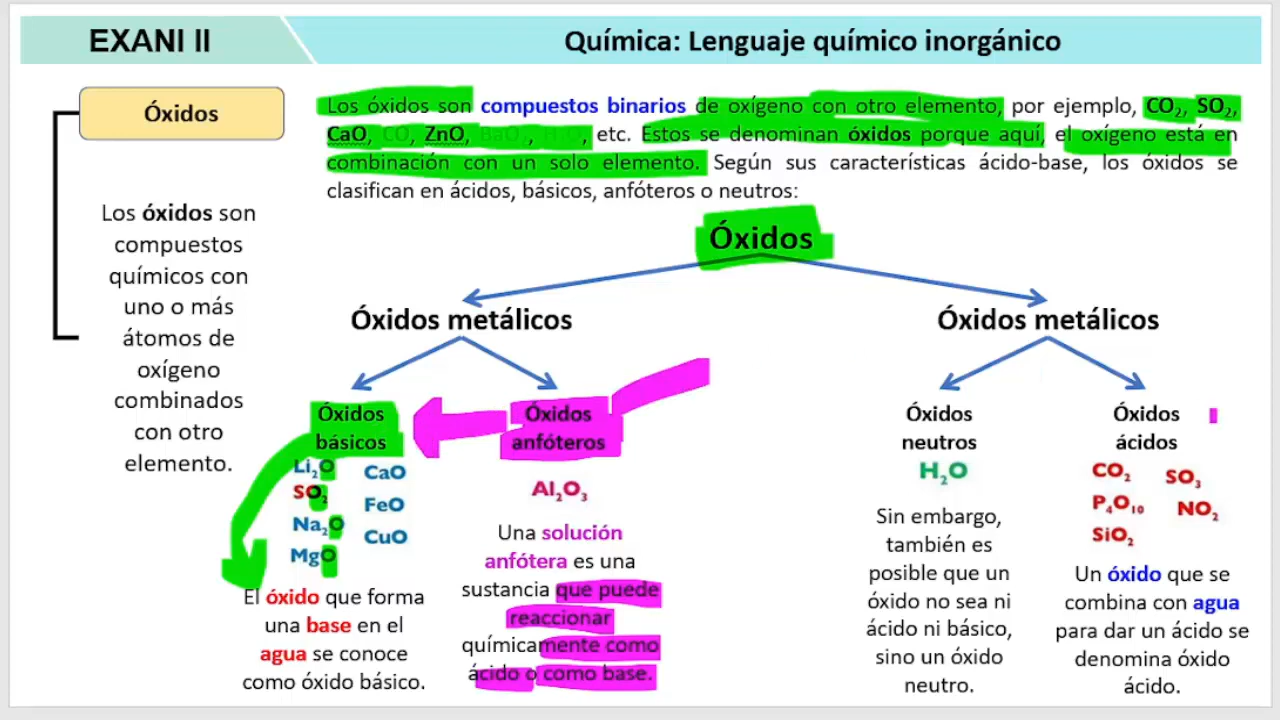 EXANI II
Química: Lenguaje químico inorgánico
Óxidos
Los óxidos son
compuestos
químicos con
uno o más
átomos de
oxígeno
combinados
con otro
elemento.
Los óxidos son compuestos binarios de oxígeno con otro elemento, por ejemplo, CO₂, SO₂,
CaO, CO, ZnO, BaO₂, H₂O, etc. Estos se denominan óxidos porque aquí, el oxígeno está en
combinación con un solo elemento. Según sus características ácido-base, los óxidos se
clasifican en ácidos, básicos, anfóteros o neutros:
Óxidos
Óxidos metálicos
Óxidos
básicos
Li₂O
CaO
SO₂
FeO
Na₂O
CuO
MgO
El óxido que forma
una base en el
agua se conoce
como óxido básico.
Óxidos
anfóteros
Al₂O₃
Una solución
anfótera es una
sustancia que puede
reaccionar
químicamente como
ácido o como base.
Óxidos metálicos
Óxidos
neutros
H₂O
Sin embargo,
también es
posible que un
óxido no sea ni
ácido ni básico,
sino un óxido
neutro.
Óxidos
ácidos
CO₂
SO₃
P₄O₁₀
NO₂
SiO₂
Un óxido que se
combina con agua
para dar un ácido se
denomina óxido
ácido.